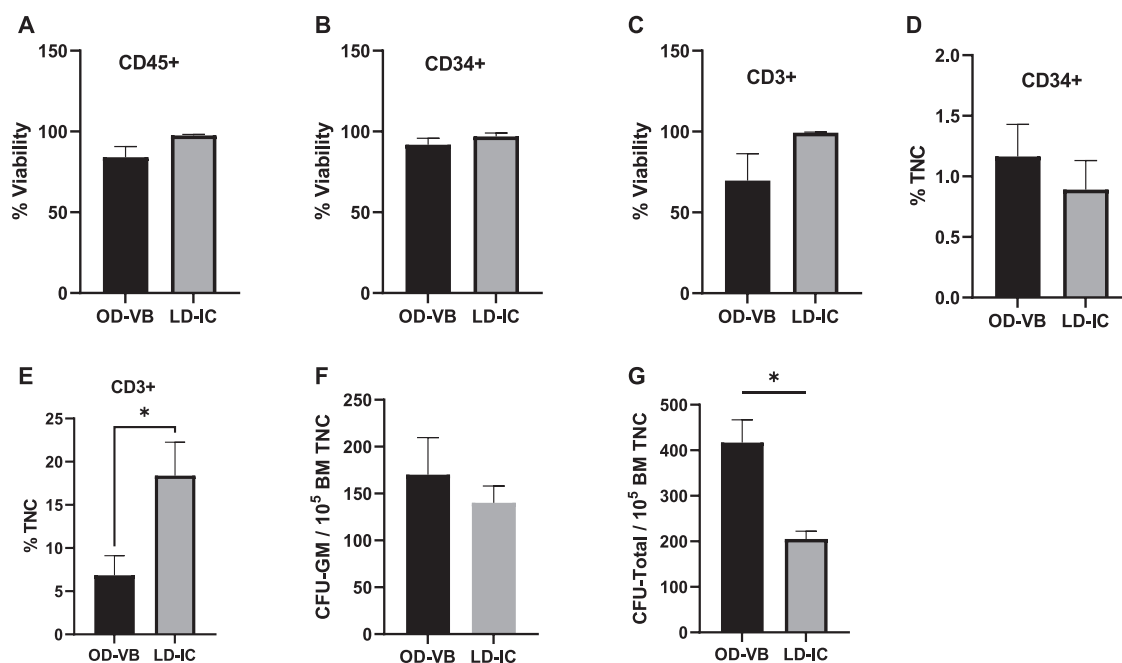 A
CD45+
% Viability
150
100
50
0
OD-VB LD-IC
B
CD34+
% Viability
150
100
50
0
OD-VB LD-IC
C
CD3+
% Viability
150
100
50
0
OD-VB LD-IC
D
CD34+
% TNC
2.0
1.5
1.0
0.5
0.0
OD-VB LD-IC
E
CD3+
*
% TNC
25
20
15
10
5
0
OD-VB LD-IC
F
CFU-GM / 10⁵ BM TNC
250
200
150
100
50
0
OD-VB LD-IC
G
*
CFU-Total / 10⁵ BM TNC
500
400
300
200
100
0
OD-VB LD-IC